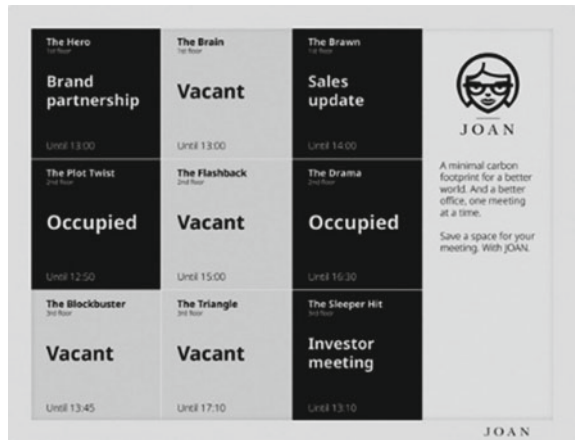 The Hero
1st floor
Brand
partnership
Until 13:00
The Brain
1st floor
Vacant
Until 13:00
The Brawn
1st floor
Sales
update
Until 14:00
The Plot Twist
2nd floor
Occupied
Until 12:50
The Flashback
2nd floor
Vacant
Until 15:00
The Drama
2nd floor
Occupied
Until 16:30
The Blockbuster
3rd floor
Vacant
Until 13:45
The Triangle
3rd floor
Vacant
Until 17:10
The Sleeper Hit
3rd floor
Investor
meeting
Until 13:10
JOAN
A minimal carbon
footprint for a better
world. And a better
office, one meeting
at a time.
Save a space for your
meeting. With JOAN.
JOAN